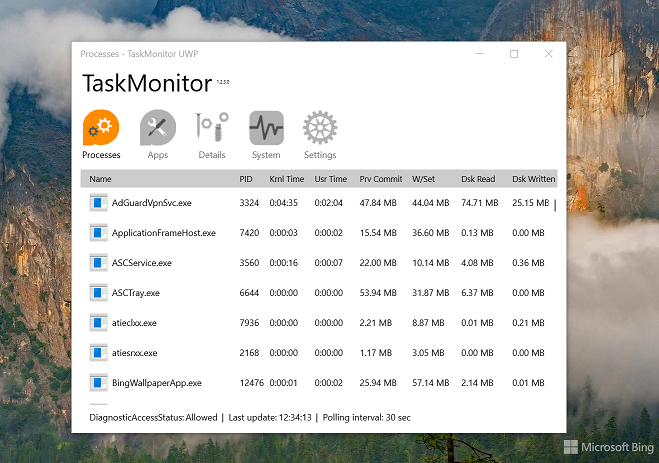 Processes - TaskMonitor UWP
TaskMonitor 1.2.3.0
Processes Apps Details System Settings
Name PID Krnl Time Usr Time Prv Commit W/Set Dsk Read Dsk Written
AdGuardVpnSvc.exe 3324 0:04:35 0:02:04 47.84 MB 44.04 MB 74.71 MB 25.15 MB
ApplicationFrameHost.exe 7420 0:00:03 0:00:02 15.54 MB 36.60 MB 0.13 MB 0.00 MB
ASCService.exe 3560 0:00:16 0:00:07 22.00 MB 10.14 MB 4.08 MB 0.36 MB
ASCTray.exe 6644 0:00:00 0:00:00 53.94 MB 31.87 MB 6.37 MB 0.00 MB
atieclxx.exe 7936 0:00:00 0:00:00 2.21 MB 8.87 MB 0.01 MB 0.21 MB
atiesrxx.exe 2168 0:00:00 0:00:00 1.17 MB 3.05 MB 0.00 MB 0.00 MB
BingWallpaperApp.exe 12476 0:00:01 0:00:02 25.94 MB 57.14 MB 2.14 MB 0.01 MB
DiagnosticAccessStatus: Allowed | Last update: 12:34:13 | Polling interval: 30 sec
Microsoft Bing